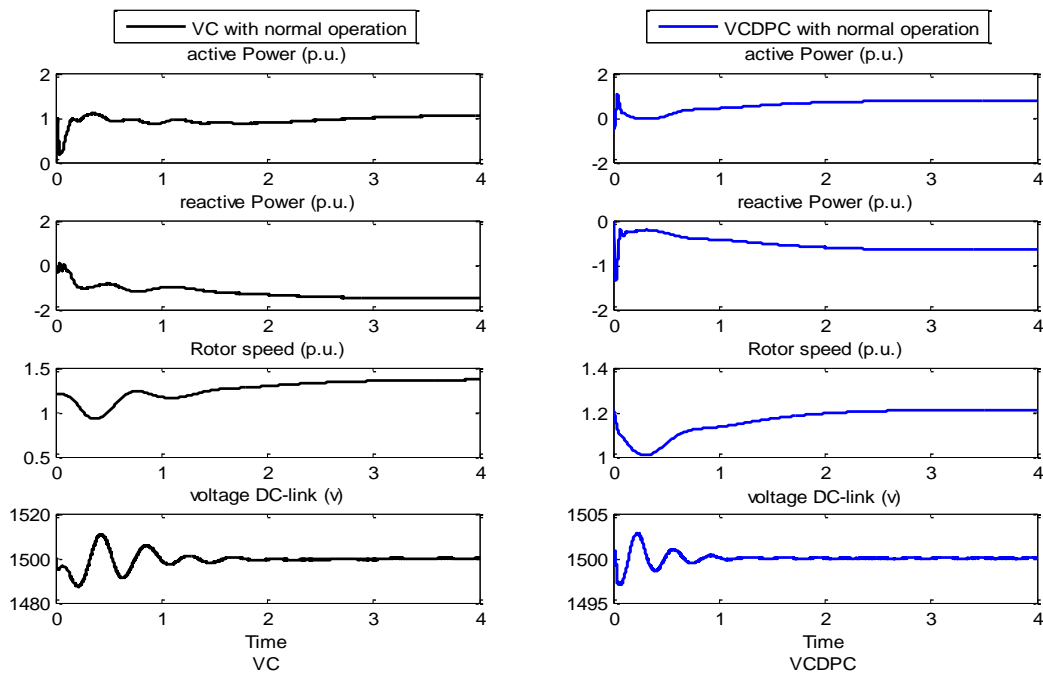 VC with normal operation
active Power (p.u.)
2
1
0
0 1 2 3 4
reactive Power (p.u.)
2
0
-2
0 1 2 3 4
Rotor speed (p.u.)
1.5
1
0.5
0 1 2 3 4
voltage DC-link (v)
1520
1500
1480
0 1 2 3 4
Time
VC
VCDPC with normal operation
active Power (p.u.)
2
0
-2
0 1 2 3 4
reactive Power (p.u.)
0
-1
-2
0 1 2 3 4
Rotor speed (p.u.)
1.4
1.2
1
0 1 2 3 4
voltage DC-link (v)
1505
1500
1495
0 1 2 3 4
Time
VCDPC